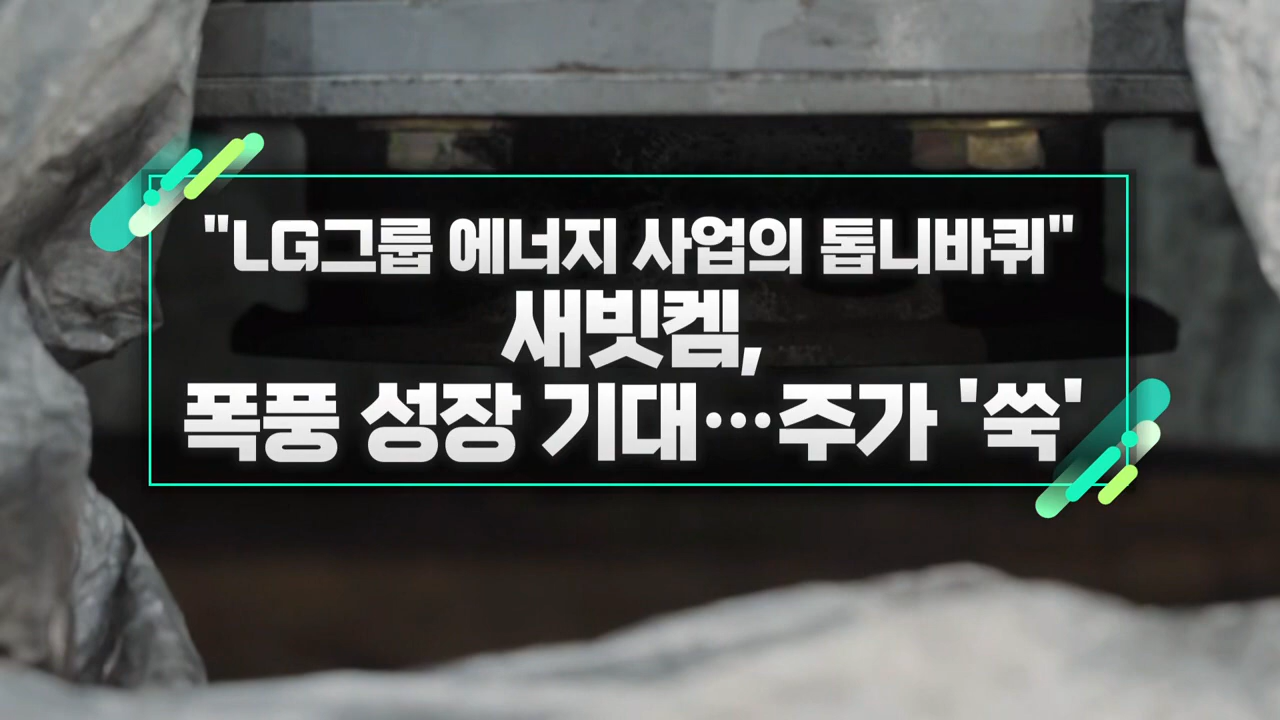 "LG그룹 에너지 사업의 톱니바퀴"
새빗켐,
폭풍 성장 기대…주가 '쑥'